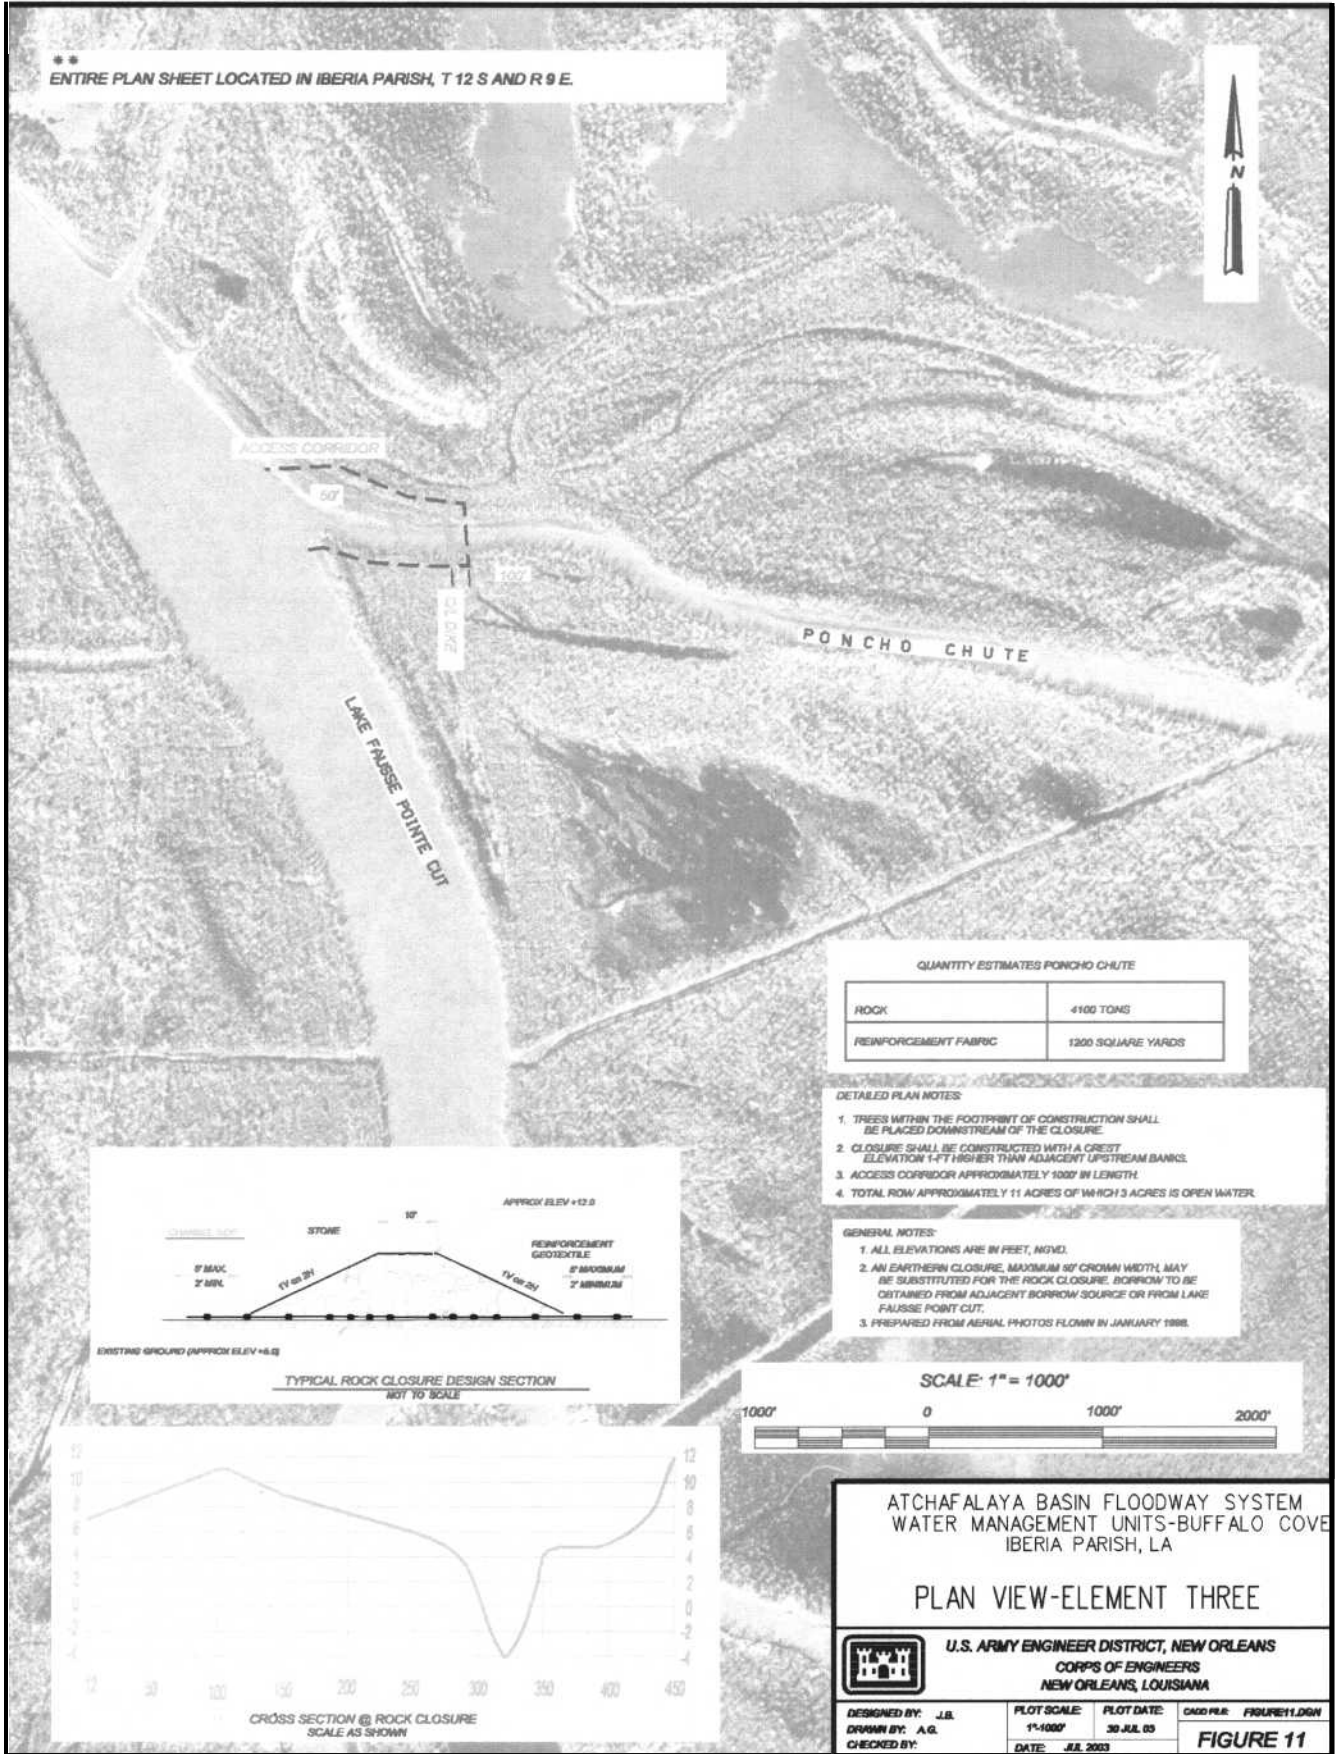 **
ENTIRE PLAN SHEET LOCATED IN IBERIA PARISH, T 12 S AND R 9 E.
N
ACCESS CORRIDOR
50'
100'
PONCHO CHUTE
LAKE FAUSSE POINTE CUT
QUANTITY ESTIMATES PONCHO CHUTE
ROCK 4100 TONS
REINFORCEMENT FABRIC 1200 SQUARE YARDS
DETAILED PLAN NOTES:
1. TREES WITHIN THE FOOTPRINT OF CONSTRUCTION SHALL
BE PLACED DOWNSTREAM OF THE CLOSURE.
2. CLOSURE SHALL BE CONSTRUCTED WITH A CREST
ELEVATION 1-FT HIGHER THAN ADJACENT UPSTREAM BANKS.
3. ACCESS CORRIDOR APPROXIMATELY 1000' IN LENGTH.
4. TOTAL ROW APPROXIMATELY 11 ACRES OF WHICH 3 ACRES IS OPEN WATER.
GENERAL NOTES:
1. ALL ELEVATIONS ARE IN FEET, NGVD.
2. AN EARTHERN CLOSURE, MAXIMUM 50' CROWN WIDTH, MAY
BE SUBSTITUTED FOR THE ROCK CLOSURE. BORROW TO BE
OBTAINED FROM ADJACENT BORROW SOURCE OR FROM LAKE
FAUSSE POINT CUT.
3. PREPARED FROM AERIAL PHOTOS FLOWN IN JANUARY 1998.
APPROX ELEV +12.0
10'
STONE
REINFORCEMENT
GEOTEXTILE
MAX.
2' MIN.
1V on 2H
1V on 2H
MAXIMUM
2' MINIMUM
EXISTING GROUND (APPROX ELEV +6.0)
TYPICAL ROCK CLOSURE DESIGN SECTION
NOT TO SCALE
SCALE: 1" = 1000'
1000' 0 1000' 2000'
12 12
10 10
8 8
6 6
4 4
2 2
0 0
-2 -2
-4 -4
50 100 150 200 250 300 350 400 450
CROSS SECTION @ ROCK CLOSURE
SCALE AS SHOWN
ATCHAFALAYA BASIN FLOODWAY SYSTEM
WATER MANAGEMENT UNITS-BUFFALO COVE
IBERIA PARISH, LA
PLAN VIEW-ELEMENT THREE
U.S. ARMY ENGINEER DISTRICT, NEW ORLEANS
CORPS OF ENGINEERS
NEW ORLEANS, LOUISIANA
DESIGNED BY: J.B.
DRAWN BY: A.G.
CHECKED BY:
PLOT SCALE:
1"-1000'
PLOT DATE:
30 JUL 03
DATE: JUL 2003
CADD FILE: FIGURE11.DGN
FIGURE 11